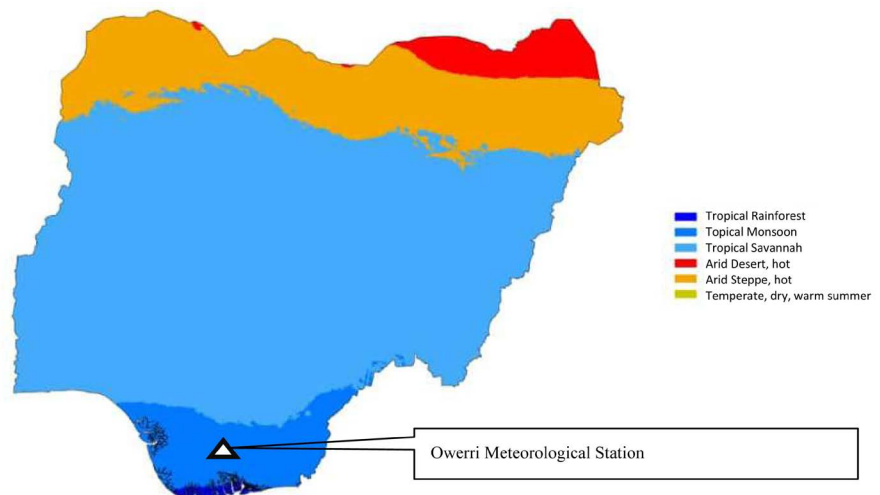 Tropical Rainforest
Topical Monsoon
Tropical Savannah
Arid Desert, hot
Arid Steppe, hot
Temperate, dry, warm summer
Owerri Meteorological Station